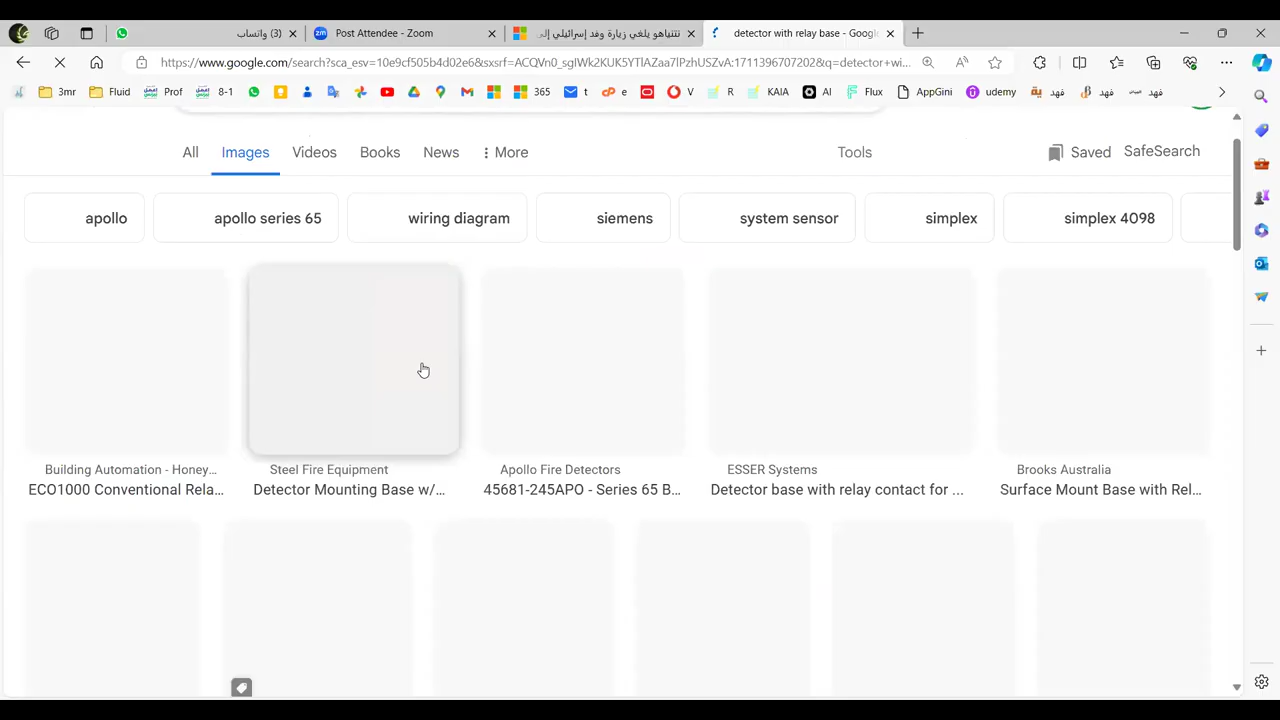 (3) واتساب
Post Attendee - Zoom
نتنياهو يلغي زيارة وفد إسرائيلي إلى
detector with relay base - Google
https://www.google.com/search?sca_esv=10e9cf505b4d02e6&sxsrf=ACQVn0_sglWk2KUK5YTlAZaa7lPzhUSZvA:1711396707202&q=detector+wi...
3mr
Fluid
8-1
365
t
e
V
R
KAIA
AI
Flux
AppGini
udemy
فهد
فهد
فهد
Prof
All
Images
Videos
Books
News
More
Tools
Saved
SafeSearch
apollo
apollo series 65
wiring diagram
siemens
system sensor
simplex
simplex 4098
Building Automation - Honey...
Steel Fire Equipment
Apollo Fire Detectors
ESSER Systems
Brooks Australia
ECO1000 Conventional Rela...
Detector Mounting Base w/...
45681-245APO - Series 65 B...
Detector base with relay contact for ...
Surface Mount Base with Rel...